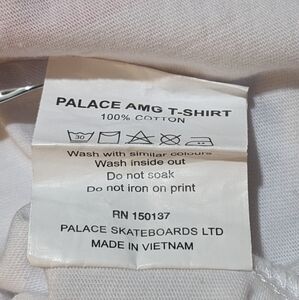 PALACE AMG T-SHIRT
100% COTTON
30
Wash with similar colours
Wash inside out
Do not soak
Do not iron on print
RN 150137
PALACE SKATEBOARDS LTD
MADE IN VIETNAM